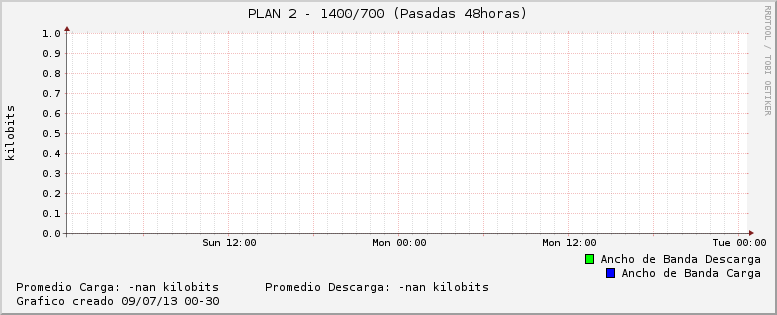 PLAN 2 - 1400/700 (Pasadas 48horas)
RRDTOOL / TOBI OETIKER
kilobits
1.0
0.9
0.8
0.7
0.6
0.5
0.4
0.3
0.2
0.1
0.0
Sun 12:00 Mon 00:00 Mon 12:00 Tue 00:00
Ancho de Banda Descarga
Ancho de Banda Carga
Promedio Carga: -nan kilobits Promedio Descarga: -nan kilobits
Grafico creado 09/07/13 00-30